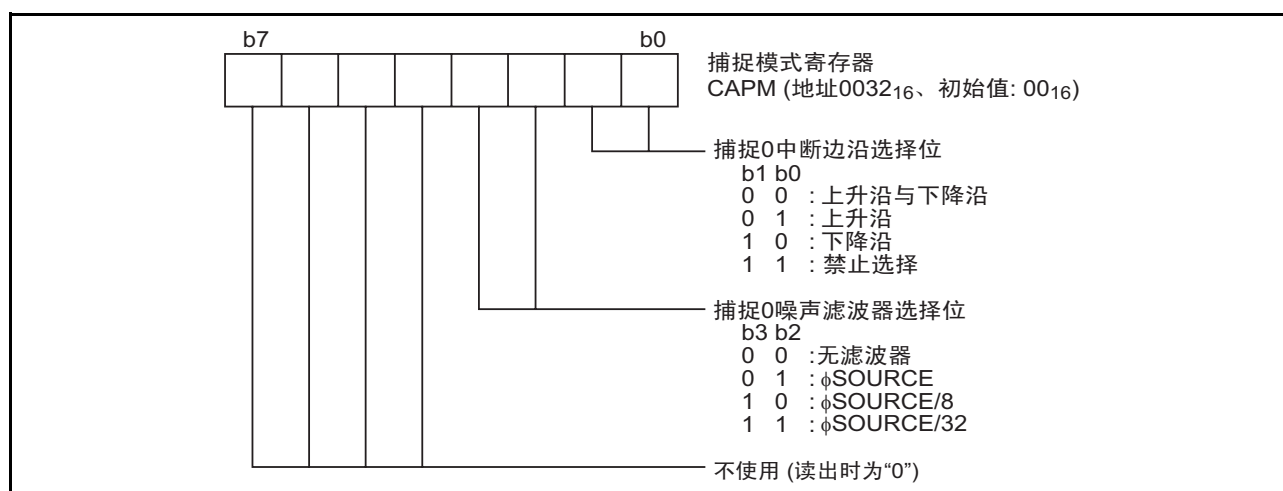 b7 b0
捕捉模式寄存器
CAPM (地址0032₁₆、初始值: 00₁₆)
捕捉0中断边沿选择位
b1 b0
0 0 : 上升沿与下降沿
0 1 : 上升沿
1 0 : 下降沿
1 1 : 禁止选择
捕捉0噪声滤波器选择位
b3 b2
0 0 :无滤波器
0 1 : ϕSOURCE
1 0 : ϕSOURCE/8
1 1 : ϕSOURCE/32
不使用 (读出时为“0”)